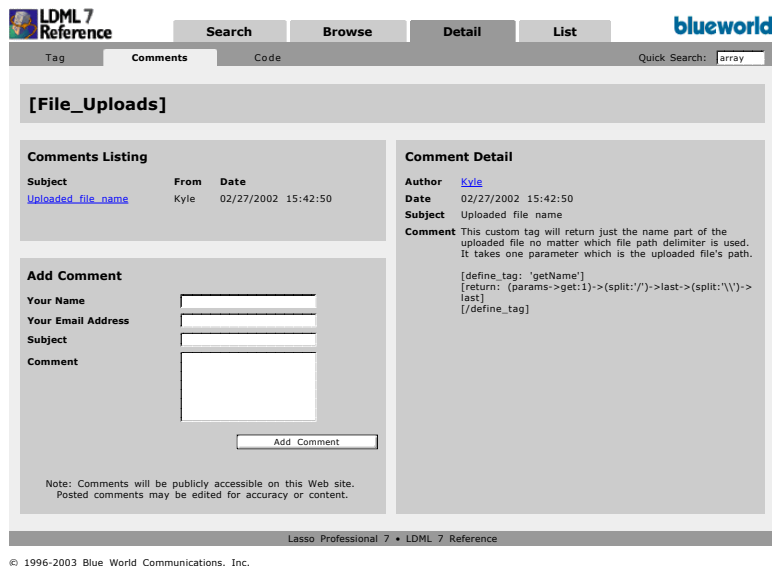 LDML 7
Reference
Search Browse Detail List
blueworld
Tag Comments Code
Quick Search: array
[File_Uploads]
Comments Listing
Subject From Date
Uploaded file name Kyle 02/27/2002 15:42:50
Add Comment
Your Name
Your Email Address
Subject
Comment
Add Comment
Note: Comments will be publicly accessible on this Web site.
Posted comments may be edited for accuracy or content.
Comment Detail
Author Kyle
Date 02/27/2002 15:42:50
Subject Uploaded file name
Comment This custom tag will return just the name part of the
uploaded file no matter which file path delimiter is used.
It takes one parameter which is the uploaded file's path.
[define_tag: 'getName']
[return: (params->get:1)->(split:'/')->last->(split:'\\')->
last]
[/define_tag]
Lasso Professional 7 • LDML 7 Reference
© 1996-2003 Blue World Communications, Inc.